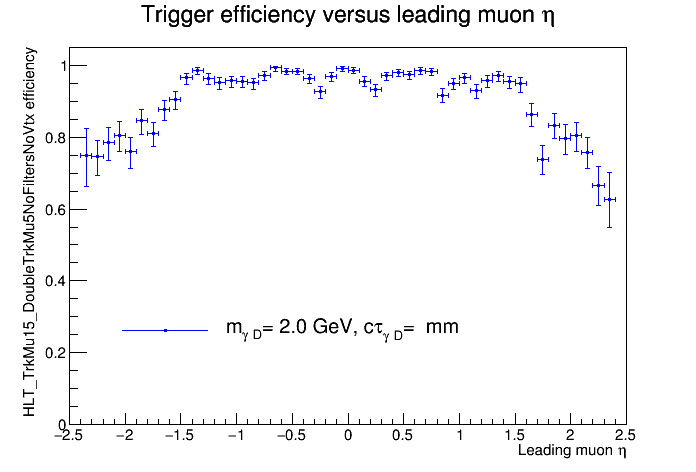 Trigger efficiency versus leading muon η
HLT_TrkMu15_DoubleTrkMu5NoFiltersNoVtx efficiency
1
0.8
0.6
0.4
0.2
0
m_γ D= 2.0 GeV, cτ_γ D=  mm
−2.5 −2 −1.5 −1 −0.5 0 0.5 1 1.5 2 2.5
Leading muon η